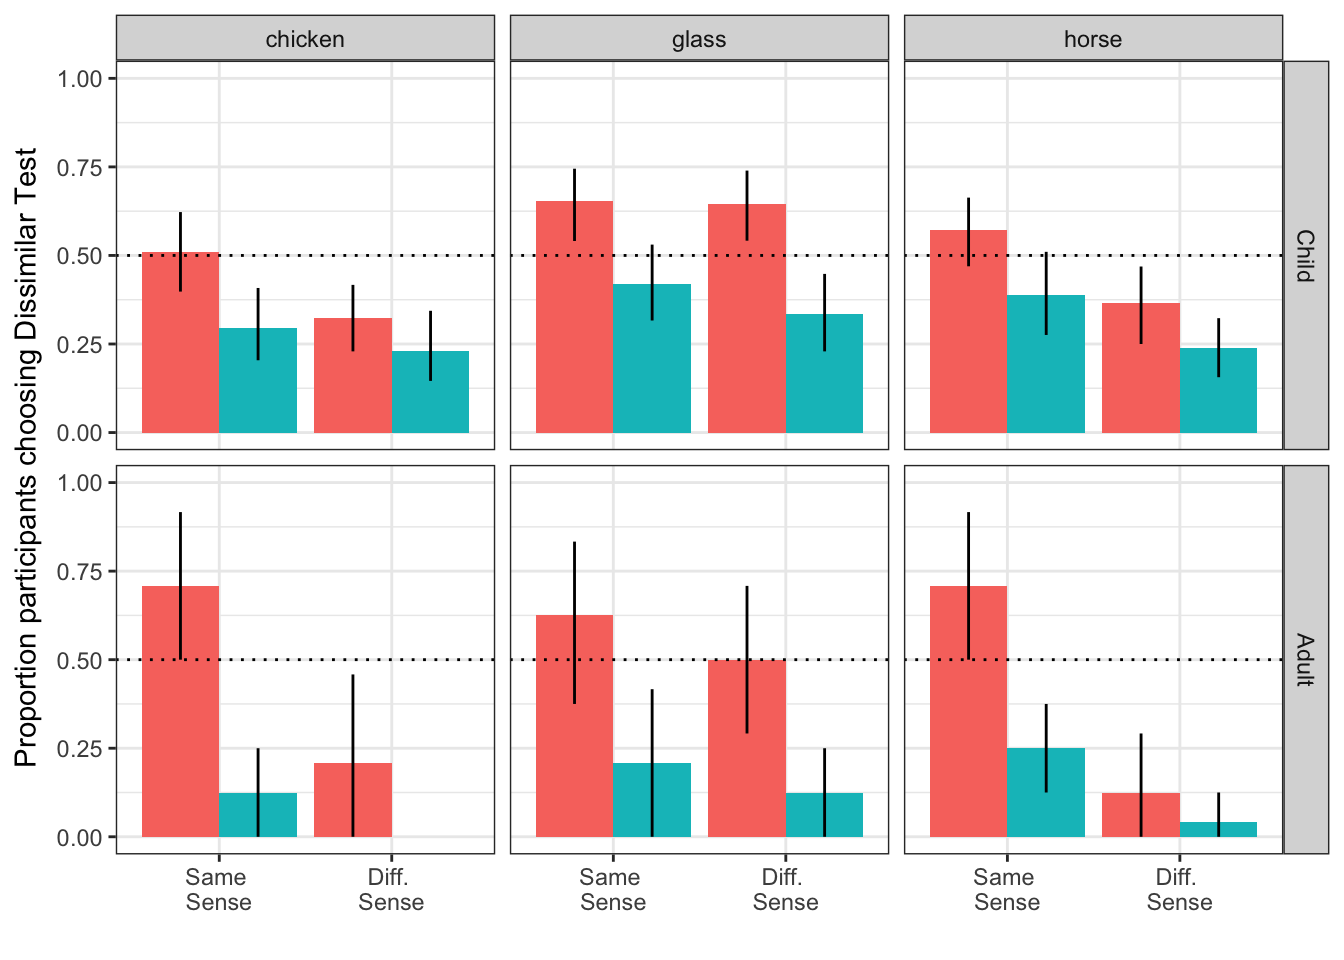 chicken
glass
horse
Proportion participants choosing Dissimilar Test
1.00
0.75
0.50
0.25
0.00
Child
1.00
0.75
0.50
0.25
0.00
Adult
Same
Sense
Diff.
Sense
Same
Sense
Diff.
Sense
Same
Sense
Diff.
Sense